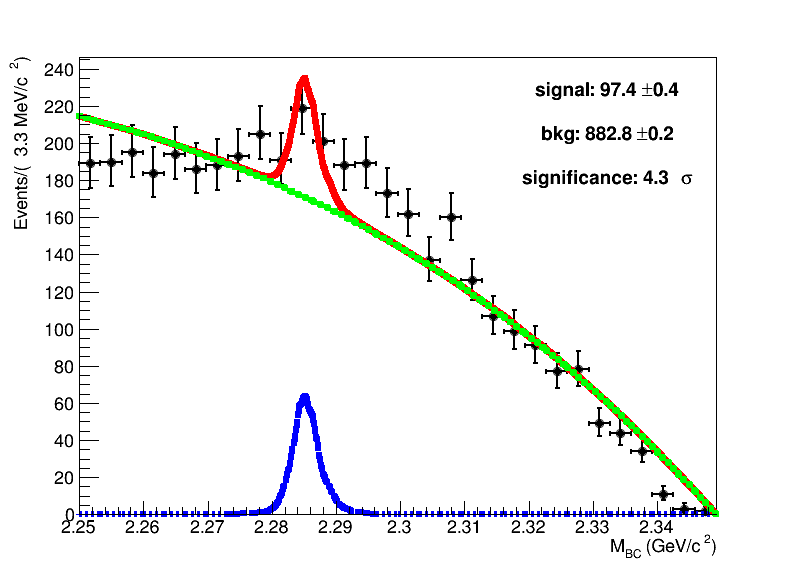 Events/( 3.3 MeV/c²)
240
220
200
180
160
140
120
100
80
60
40
20
0
signal: 97.4 ±0.4
bkg: 882.8 ±0.2
significance: 4.3 σ
2.25 2.26 2.27 2.28 2.29 2.3 2.31 2.32 2.33 2.34
M_BC (GeV/c²)